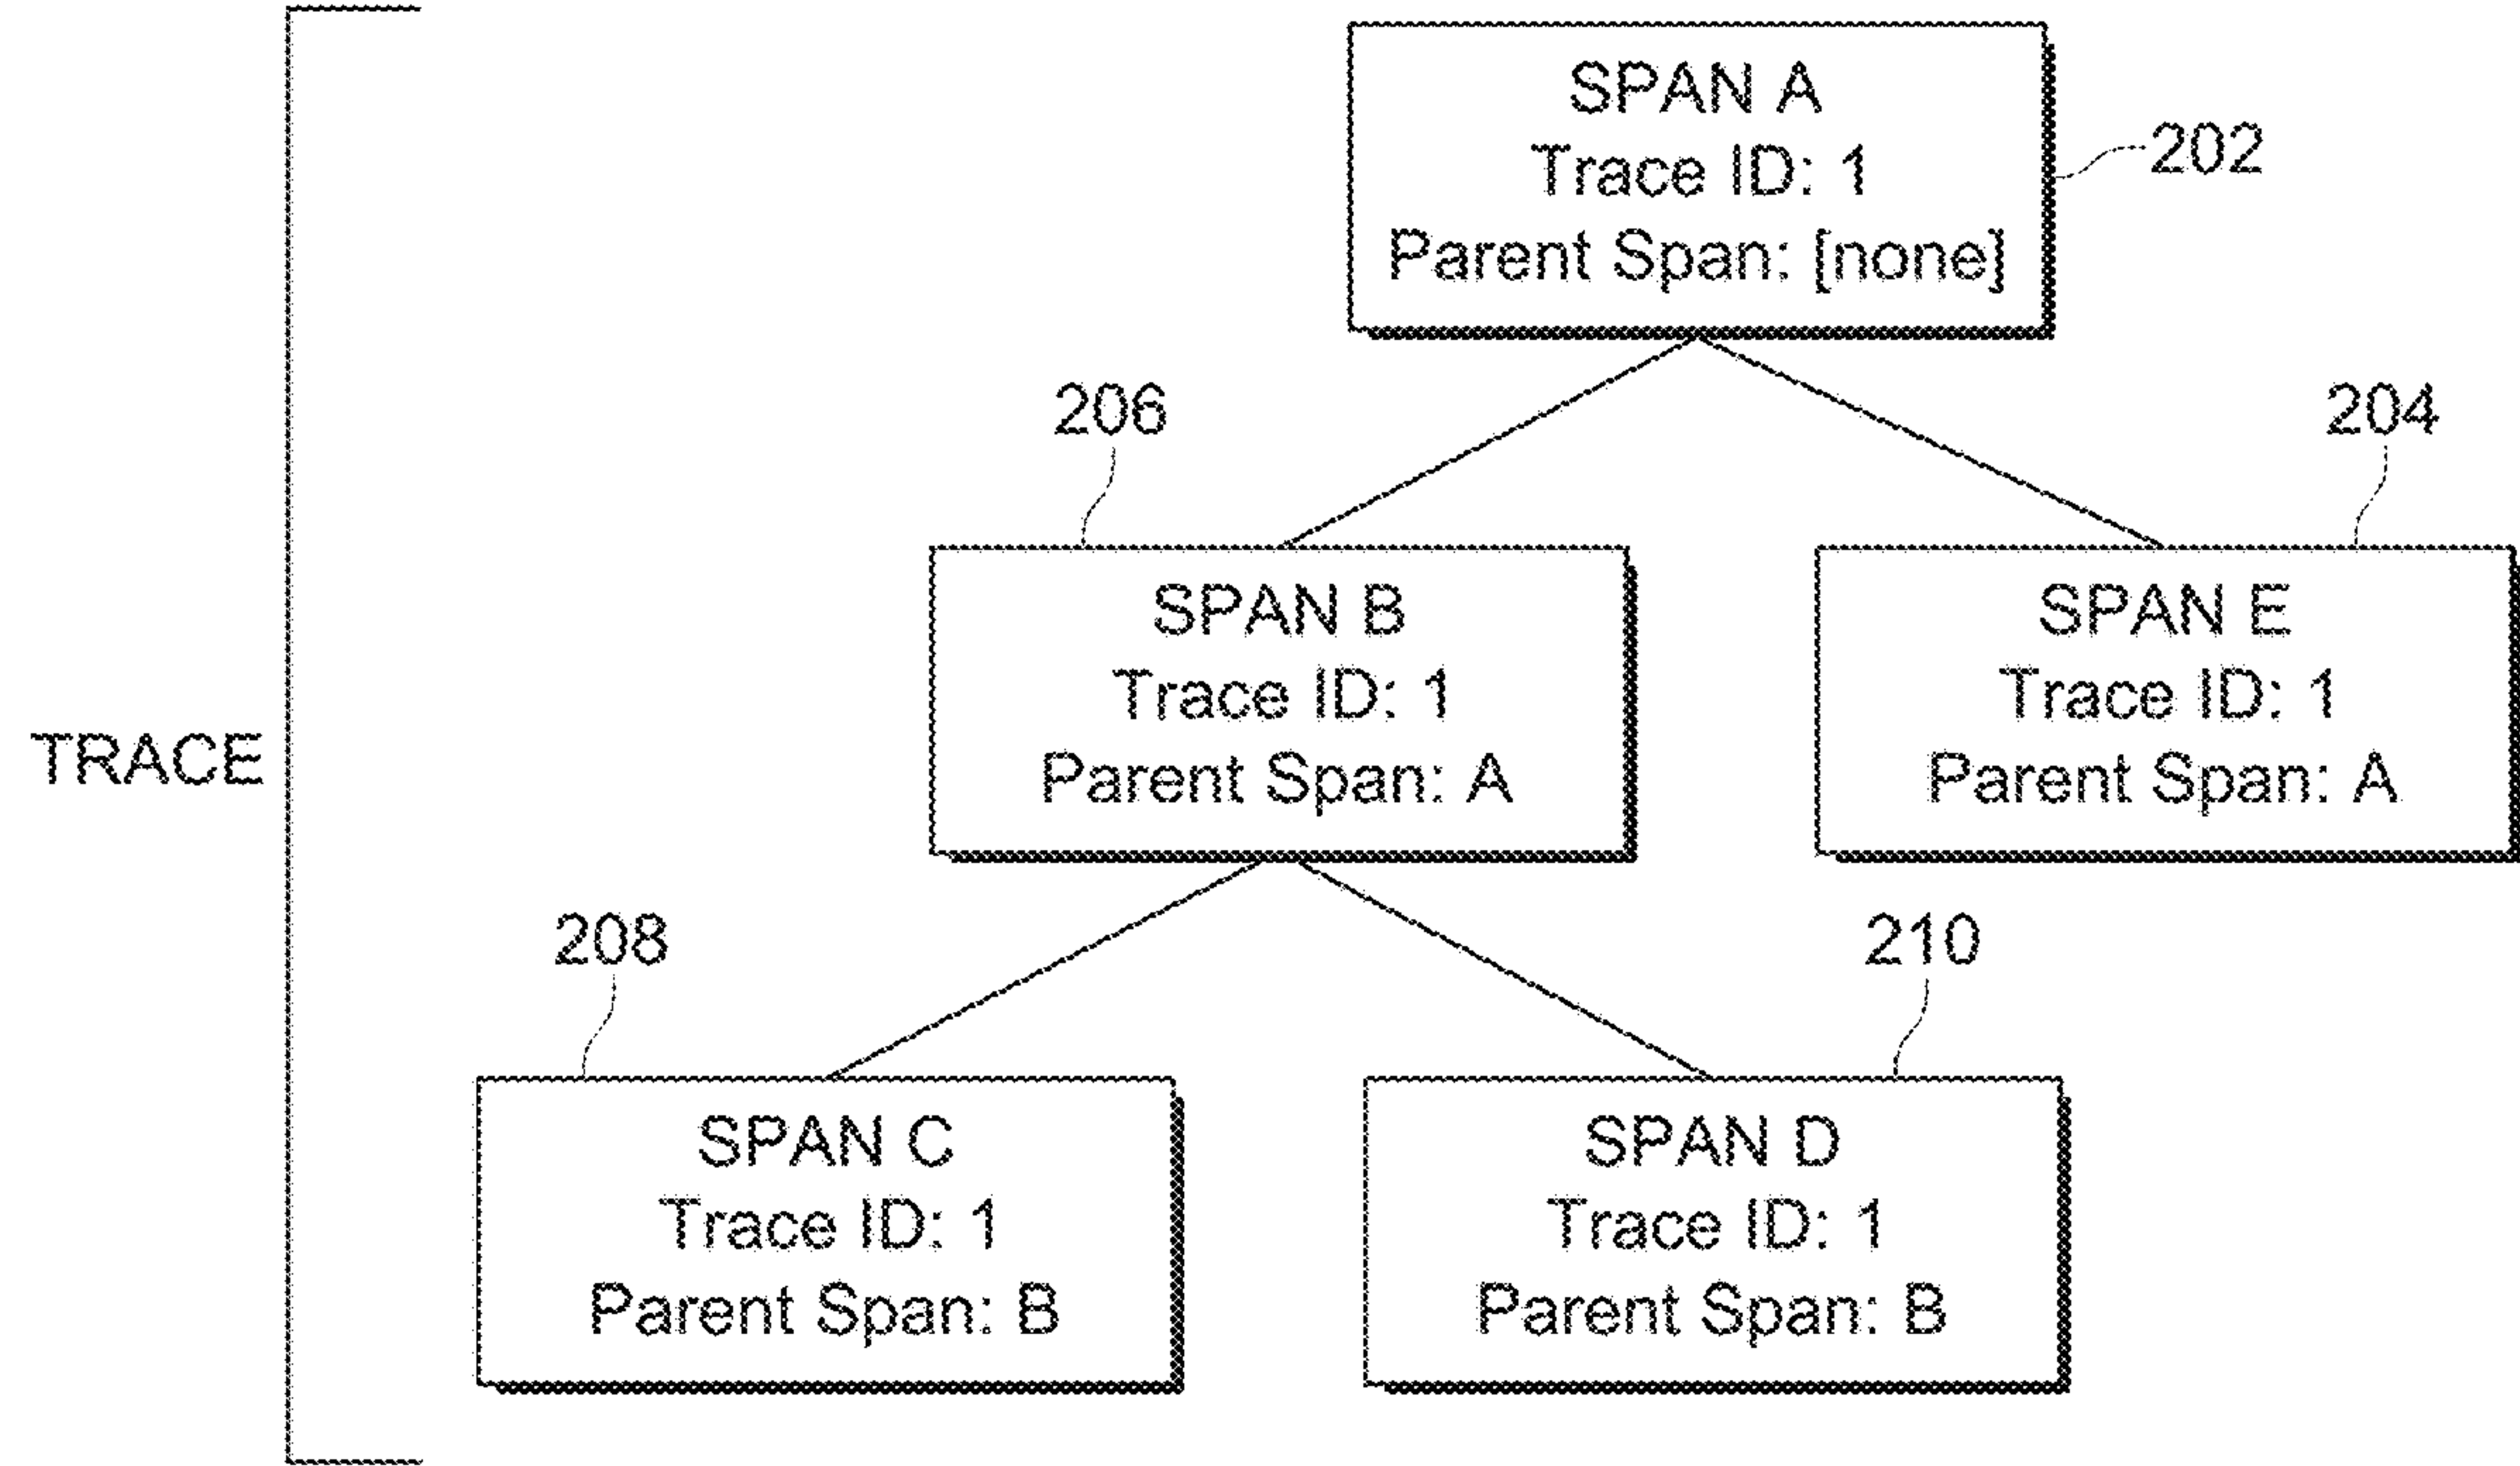 SPAN A
Trace ID: 1
Parent Span: [none]
202
206
204
SPAN B
Trace ID: 1
Parent Span: A
SPAN E
Trace ID: 1
Parent Span: A
TRACE
208
210
SPAN C
Trace ID: 1
Parent Span: B
SPAN D
Trace ID: 1
Parent Span: B